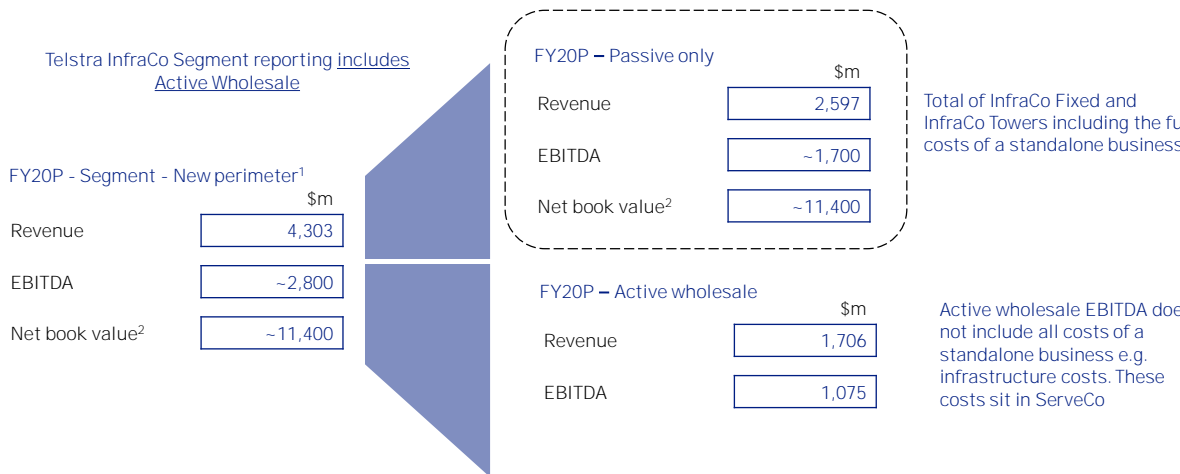 Telstra InfraCo Segment reporting includes
Active Wholesale
FY20P - Segment - New perimeter1
$m
Revenue 4,303
EBITDA ~2,800
Net book value2 ~11,400
FY20P – Passive only
$m
Revenue 2,597
EBITDA ~1,700
Net book value2 ~11,400
Total of InfraCo Fixed and
InfraCo Towers including the
costs of a standalone business
FY20P – Active wholesale
$m
Revenue 1,706
EBITDA 1,075
Active wholesale EBITDA
not include all costs of a
standalone business e.g.
infrastructure costs. These
costs sit in ServeCo